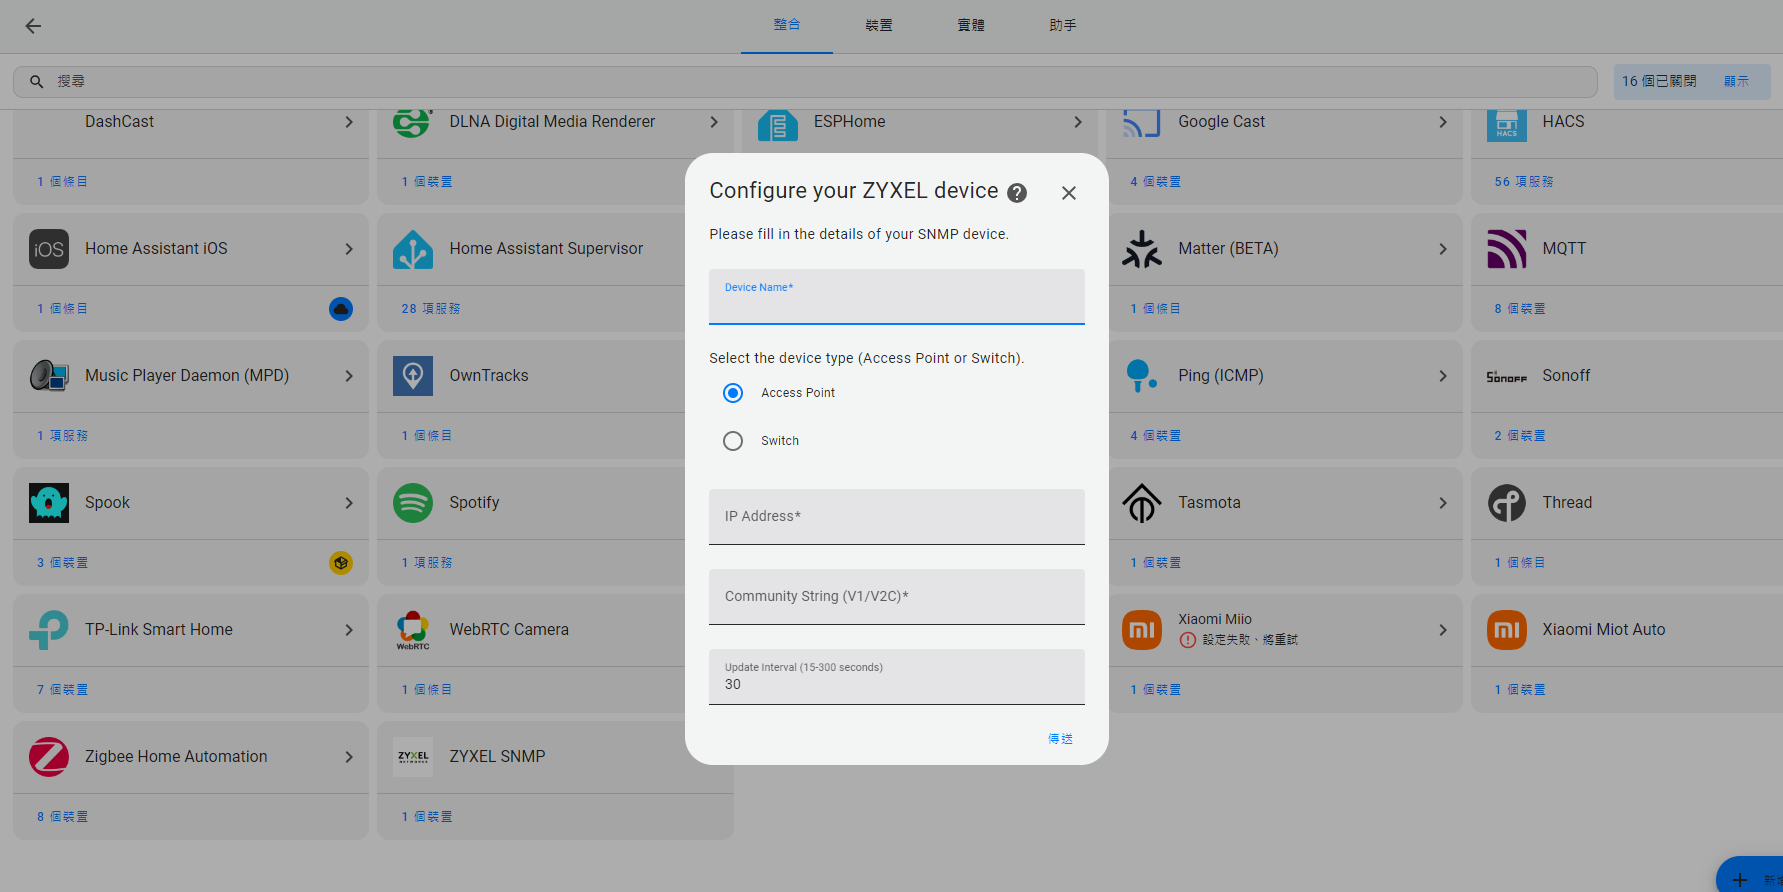 整合
裝置
實體
助手
搜尋
16 個已關閉
顯示
DashCast
DLNA Digital Media Renderer
ESPHome
Google Cast
HACS
HACS
1 個條目
1 個裝置
4 個裝置
56 項服務
Configure your ZYXEL device
Please fill in the details of your SNMP device.
Device Name*
Select the device type (Access Point or Switch).
Access Point
Switch
IP Address*
Community String (V1/V2C)*
Update Interval (15-300 seconds)
30
傳送
iOS
Home Assistant iOS
Home Assistant Supervisor
Matter (BETA)
MQTT
1 個條目
28 項服務
1 個條目
8 個裝置
Music Player Daemon (MPD)
OwnTracks
Ping (ICMP)
SONOFF
Sonoff
1 項服務
1 個條目
4 個裝置
2 個裝置
Spook
Spotify
Tasmota
Thread
3 個裝置
1 項服務
1 個裝置
1 個條目
TP-Link Smart Home
WebRTC
WebRTC Camera
Xiaomi Miio
設定失敗、將重試
Xiaomi Miot Auto
7 個裝置
1 個條目
1 個裝置
1 個裝置
Zigbee Home Automation
ZYXEL
NETWORKS
ZYXEL SNMP
8 個裝置
1 個裝置